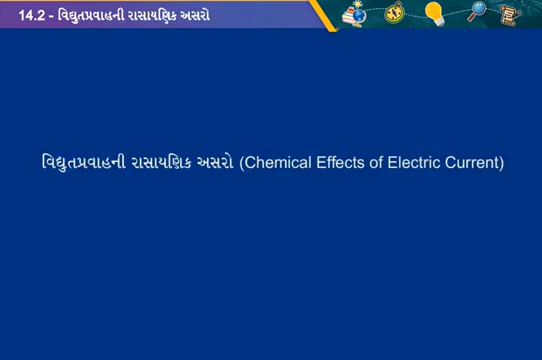 14.2 - વિદ્યુતપ્રવાહની રાસાયણિક અસરો
વિદ્યુતપ્રવાહની રાસાયણિક અસરો (Chemical Effects of Electric Current)